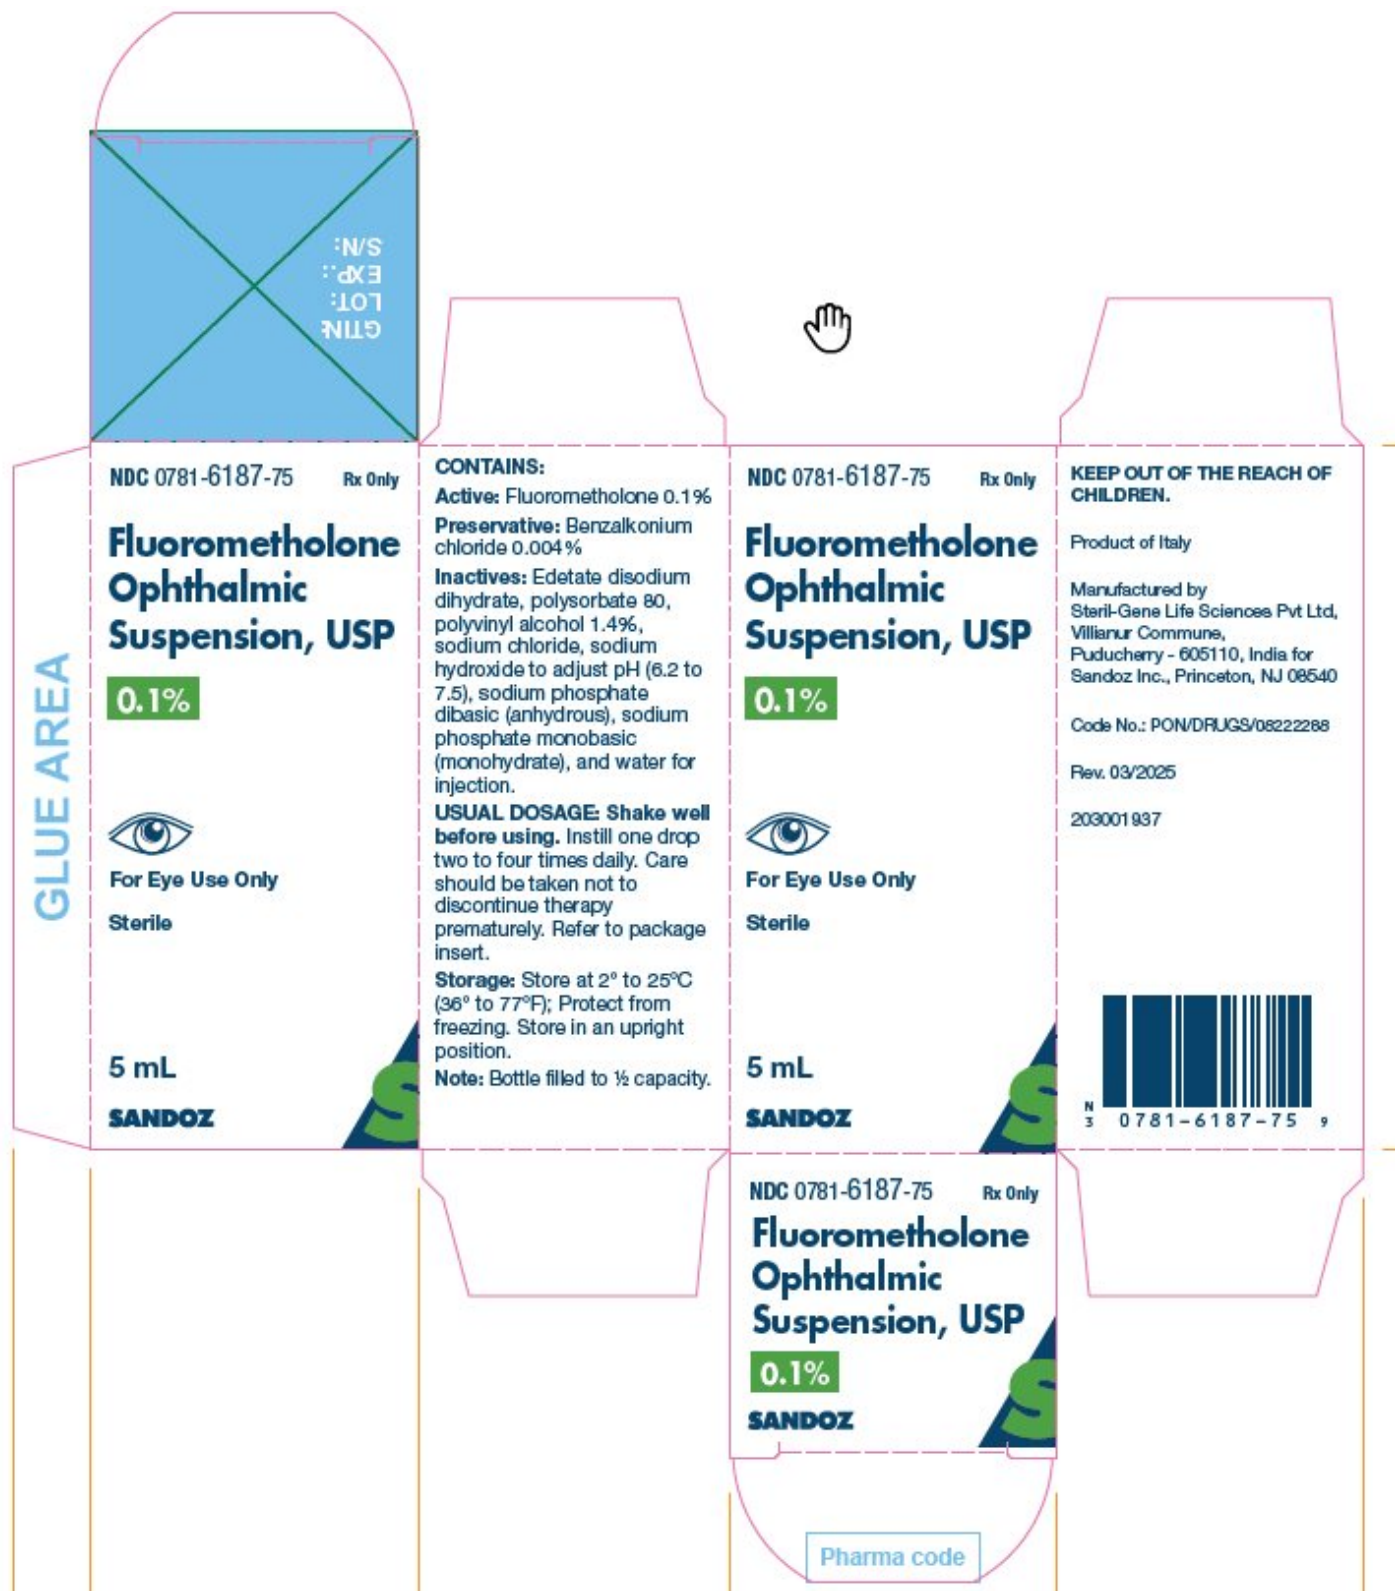 GTIN:
LOT:
EXP.:
S/N:
GLUE AREA
NDC 0781-6187-75 Rx Only
Fluorometholone
Ophthalmic
Suspension, USP
0.1%
For Eye Use Only
Sterile
5 mL
SANDOZ
S
CONTAINS:
Active: Fluorometholone 0.1%
Preservative: Benzalkonium
chloride 0.004%
Inactives: Edetate disodium
dihydrate, polysorbate 80,
polyvinyl alcohol 1.4%,
sodium chloride, sodium
hydroxide to adjust pH (6.2 to
7.5), sodium phosphate
dibasic (anhydrous), sodium
phosphate monobasic
(monohydrate), and water for
injection.
USUAL DOSAGE: Shake well
before using. Instill one drop
two to four times daily. Care
should be taken not to
discontinue therapy
prematurely. Refer to package
insert.
Storage: Store at 2° to 25°C
(36° to 77°F); Protect from
freezing. Store in an upright
position.
Note: Bottle filled to ½ capacity.
NDC 0781-6187-75 Rx Only
Fluorometholone
Ophthalmic
Suspension, USP
0.1%
For Eye Use Only
Sterile
5 mL
SANDOZ
S
KEEP OUT OF THE REACH OF
CHILDREN.
Product of Italy
Manufactured by
Steril-Gene Life Sciences Pvt Ltd,
Villianur Commune,
Puducherry - 605110, India for
Sandoz Inc., Princeton, NJ 08540
Code No.: PON/DRUGS/08222288
Rev. 03/2025
203001937
N
3 0781-6187-75 9
NDC 0781-6187-75 Rx Only
Fluorometholone
Ophthalmic
Suspension, USP
0.1%
SANDOZ
S
Pharma code